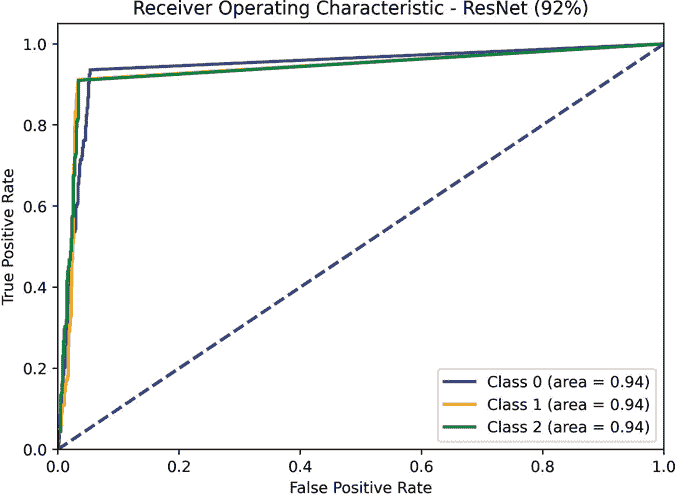 Receiver Operating Characteristic - ResNet (92%)
1.0
0.8
0.6
0.4
0.2
0.0
True Positive Rate
Class 0 (area = 0.94)
Class 1 (area = 0.94)
Class 2 (area = 0.94)
0.0 0.2 0.4 0.6 0.8 1.0
False Positive Rate